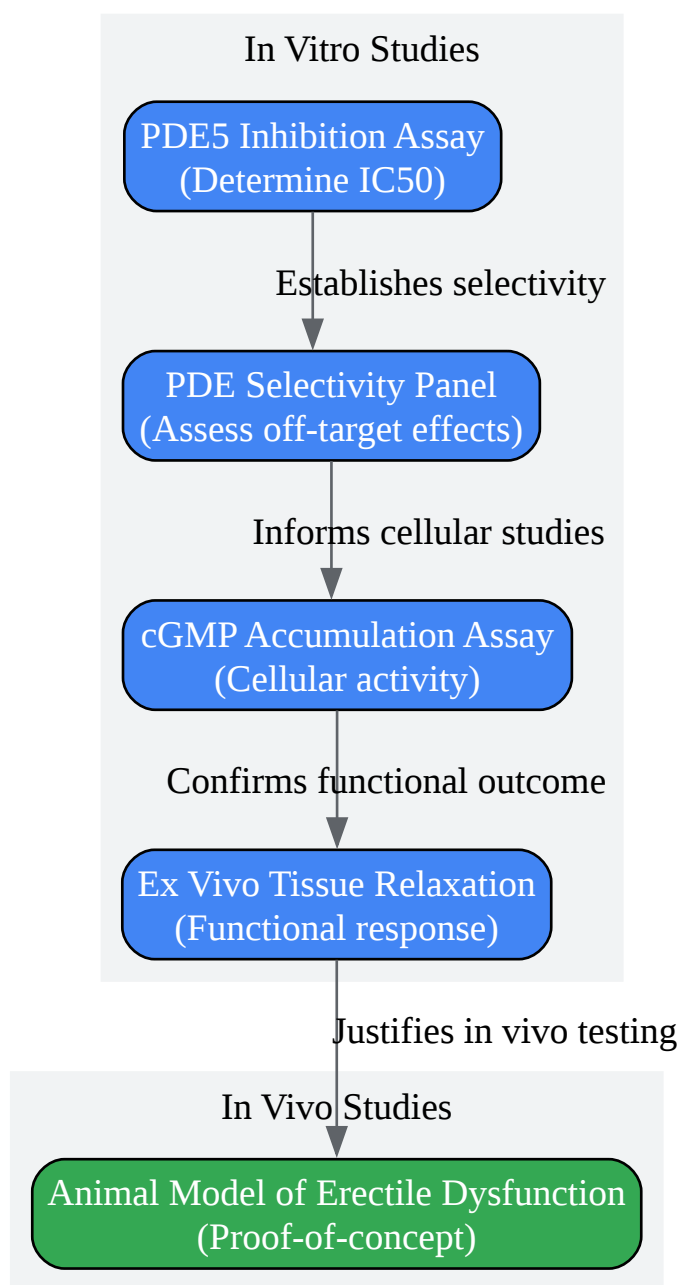 In Vitro Studies
PDE5 Inhibition Assay
(Determine IC50)
Establishes selectivity
PDE Selectivity Panel
(Assess off-target effects)
Informs cellular studies
cGMP Accumulation Assay
(Cellular activity)
Confirms functional outcome
Ex Vivo Tissue Relaxation
(Functional response)
Justifies in vivo testing
In Vivo Studies
Animal Model of Erectile Dysfunction
(Proof-of-concept)